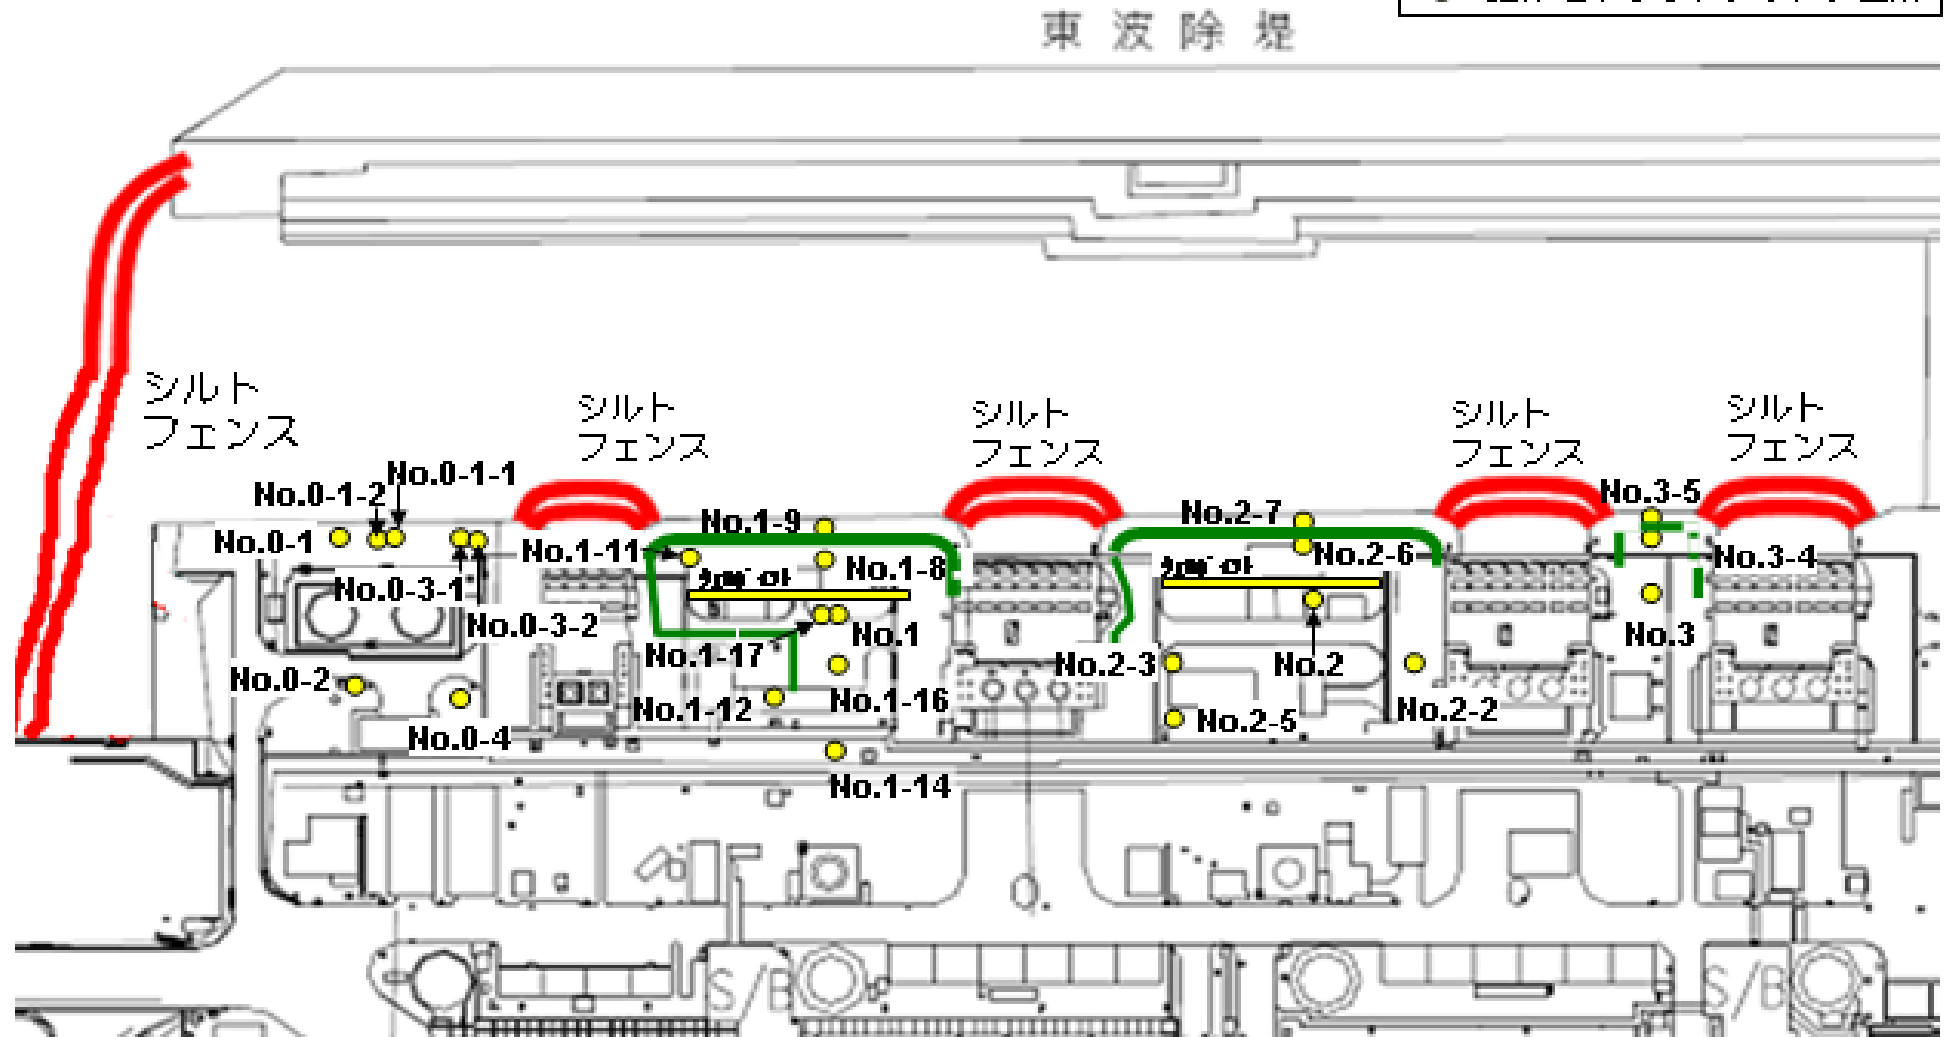 東波除堤
シルト
フェンス
シルト
フェンス
シルト
フェンス
シルト
フェンス
シルト
フェンス
No.0-1-1
No.0-1-2
No.0-1
No.0-3-1
No.0-3-2
No.0-2
No.0-4
No.1-9
No.1-11
No.1-8
No.1
No.1-17
No.1-16
No.1-12
No.1-14
No.2-7
No.2-6
No.2-3
No.2
No.2-2
No.2-5
No.3-5
No.3-4
No.3
S/B
S/B